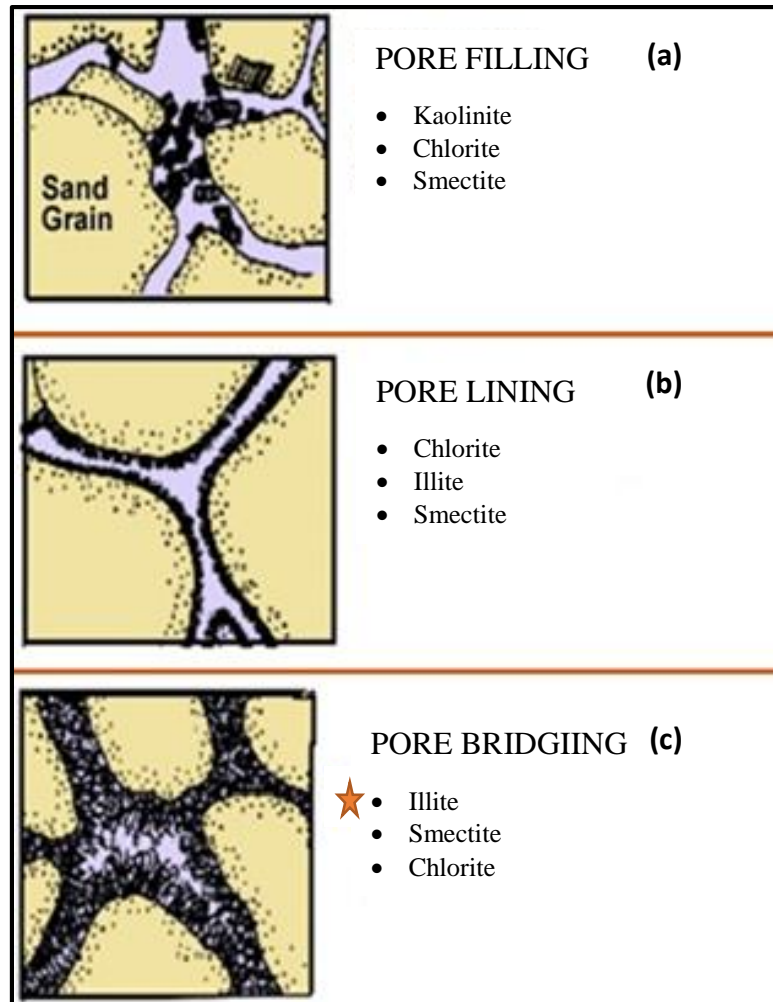 PORE FILLING (a)
• Kaolinite
• Chlorite
• Smectite
Sand
Grain
PORE LINING (b)
• Chlorite
• Illite
• Smectite
PORE BRIDGIING (c)
• Illite
• Smectite
• Chlorite